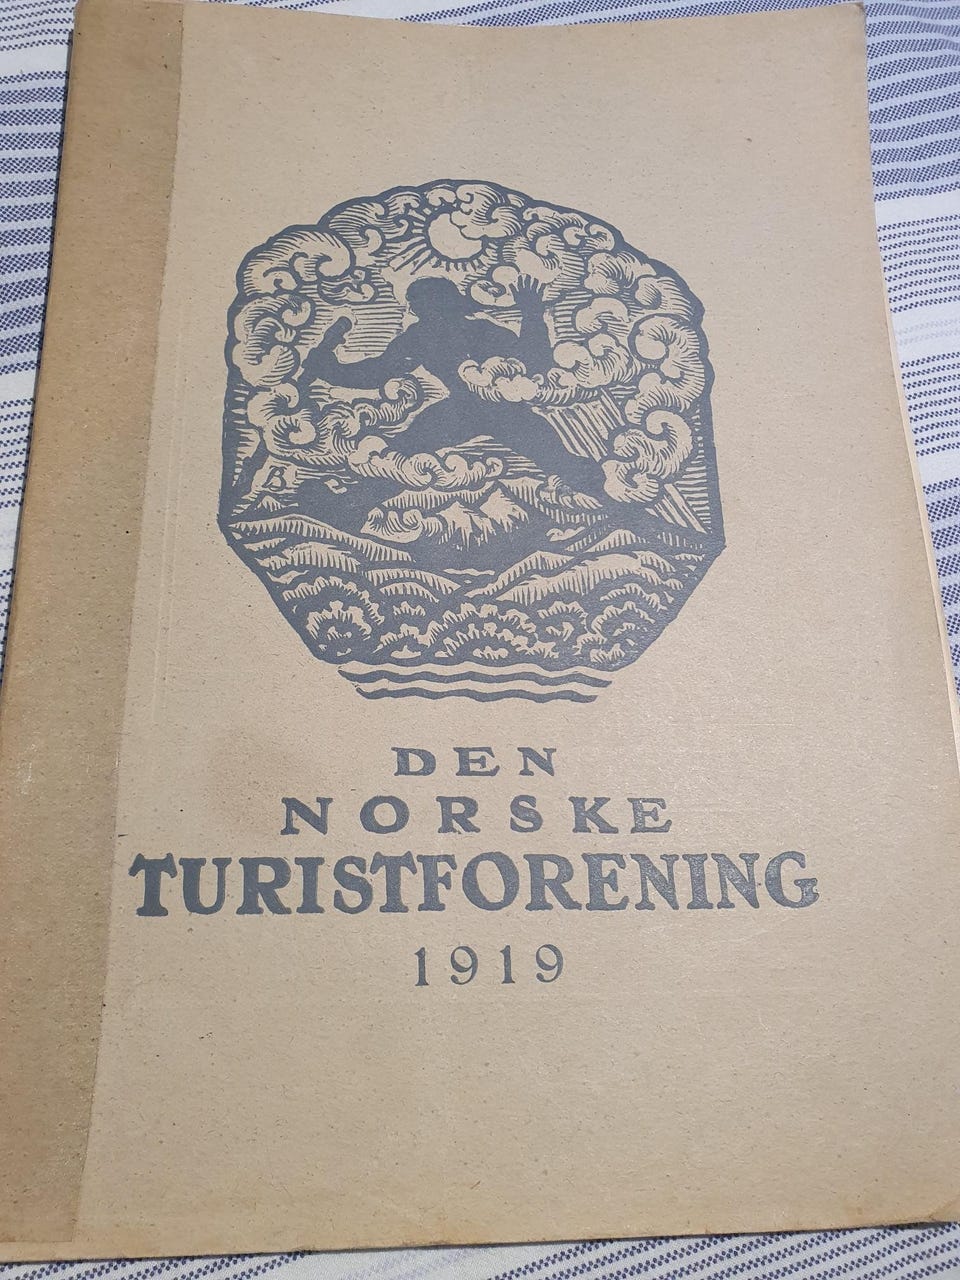 DEN
NORSKE
TURISTFORENING
1919